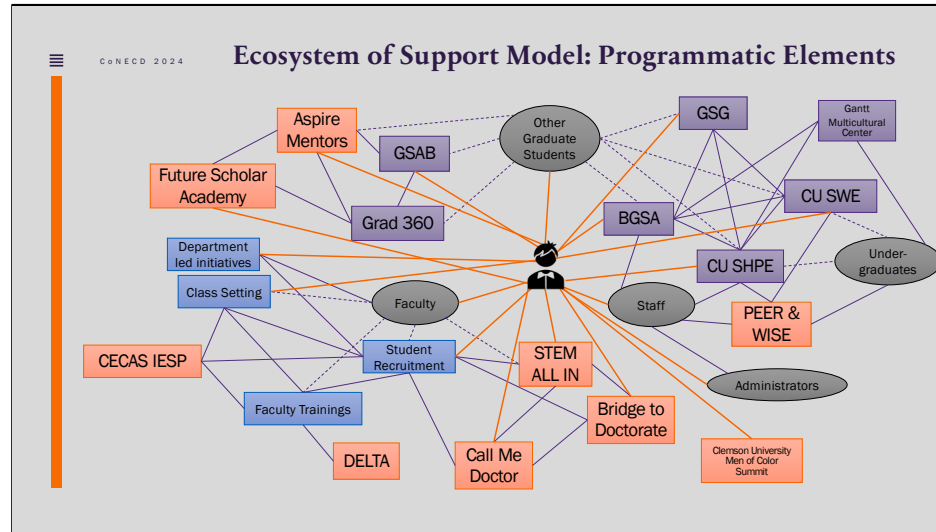 CoNECD 2024
Ecosystem of Support Model: Programmatic Elements
Aspire
Mentors
GSAB
Other
Graduate
Students
GSG
Gantt
Multicultural
Center
Future Scholar
Academy
Grad 360
BGSA
CU SWE
Department
led initiatives
Class Setting
Faculty
CU SHPE
Under-
graduates
Staff
PEER &
WISE
CECAS IESP
Student
Recruitment
STEM
ALL IN
Administrators
Faculty Trainings
Bridge to
Doctorate
DELTA
Call Me
Doctor
Clemson University
Men of Color
Summit